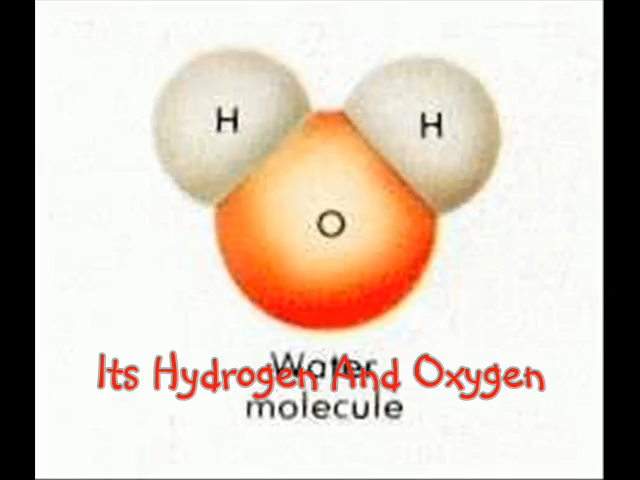 H H
O
Water
Its Hydrogen And Oxygen
molecule